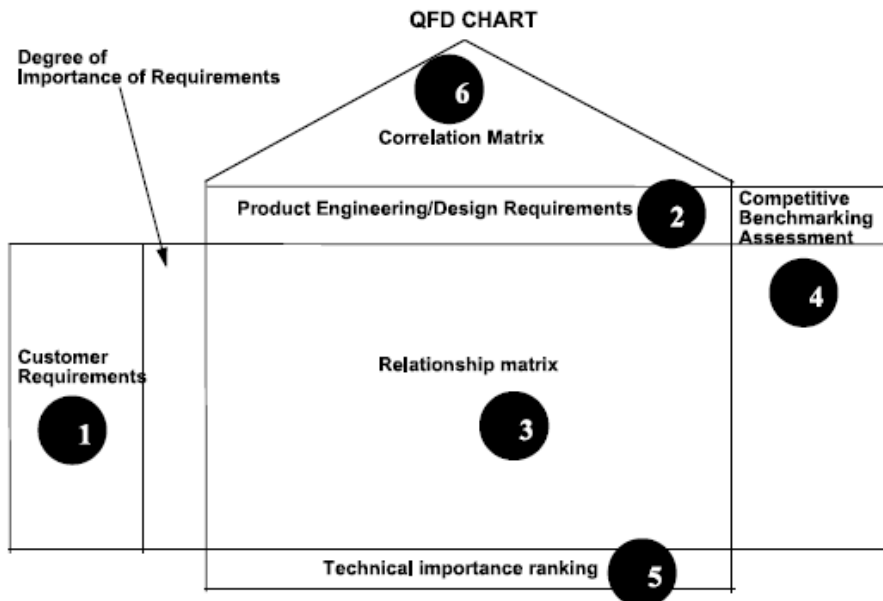 QFD CHART
Degree of
Importance of Requirements
6
Correlation Matrix
Product Engineering/Design Requirements
2
Competitive
Benchmarking
Assessment
4
Customer
Requirements
1
Relationship matrix
3
Technical importance ranking
5